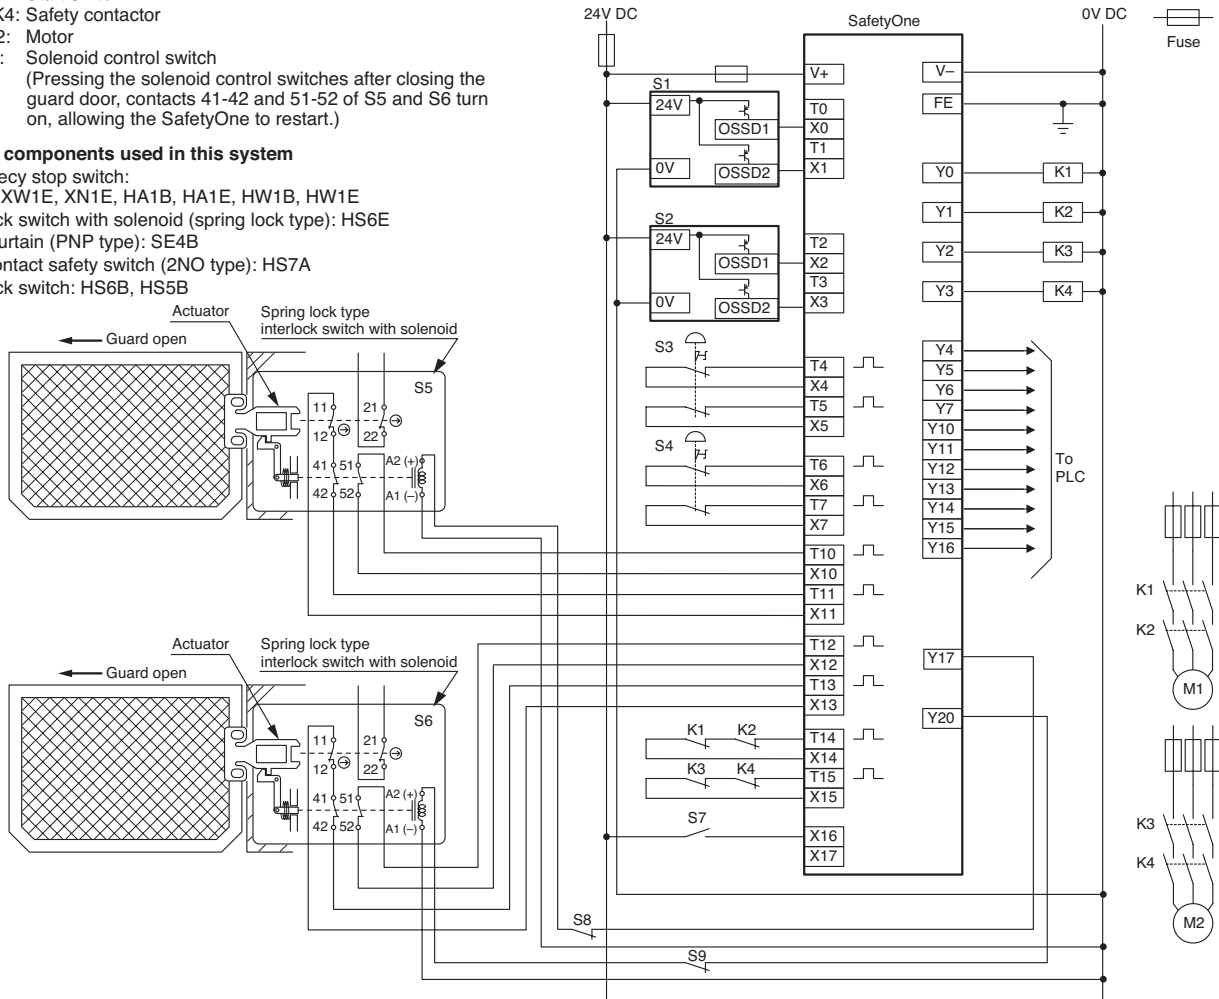 K4: Safety contactor
2: Motor
: Solenoid control switch
(Pressing the solenoid control switches after closing the
guard door, contacts 41-42 and 51-52 of S5 and S6 turn
on, allowing the SafetyOne to restart.)
components used in this system
ecy stop switch:
XW1E, XN1E, HA1B, HA1E, HW1B, HW1E
ck switch with solenoid (spring lock type): HS6E
urtain (PNP type): SE4B
ontact safety switch (2NO type): HS7A
ck switch: HS6B, HS5B
24V DC
SafetyOne
0V DC
Fuse
S1
24V
OSSD1
0V
OSSD2
S2
24V
OSSD1
0V
OSSD2
S3
S4
V+
T0
X0
T1
X1
T2
X2
T3
X3
T4
X4
T5
X5
T6
X6
T7
X7
T10
X10
T11
X11
T12
X12
T13
X13
T14
X14
T15
X15
X16
X17
V–
FE
Y0
K1
Y1
K2
Y2
K3
Y3
K4
Y4
Y5
Y6
Y7
Y10
Y11
Y12
Y13
Y14
Y15
Y16
To
PLC
Y17
Y20
Actuator
Spring lock type
interlock switch with solenoid
Guard open
S5
11
21
12
22
41
51
A2 (+)
42
52
A1 (–)
Actuator
Spring lock type
interlock switch with solenoid
Guard open
S6
11
21
12
22
41
51
A2 (+)
42
52
A1 (–)
K1
K2
K3
K4
S7
S8
S9
K1
K2
M1
K3
K4
M2